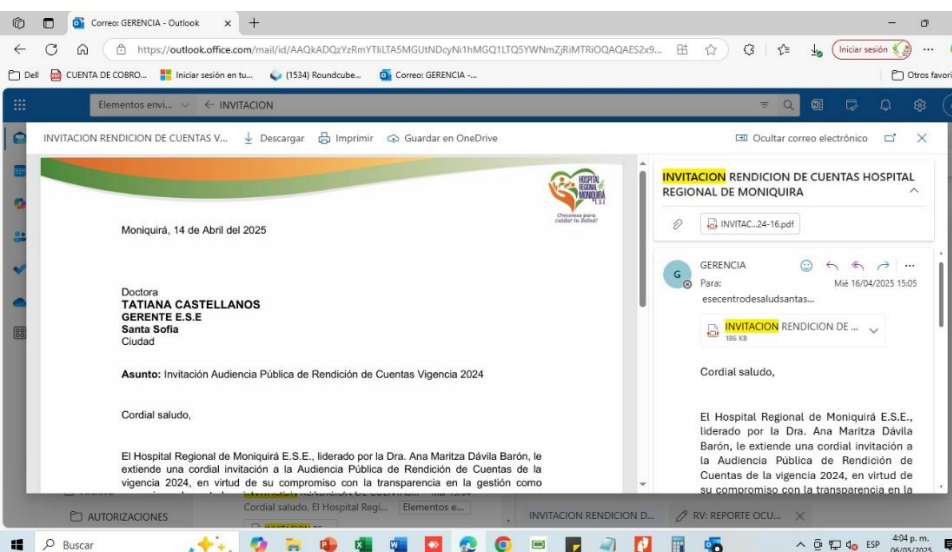 Correo: GERENCIA - Outlook
https://outlook.office.com/mail/id/AAQkADQzYzRmYTliLTA5MGUtNDcyNi1hMGQ1LTQ5YWNmZjRiMTRiOQAQAES2x9...
Iniciar sesión
Dell
CUENTA DE COBRO...
Iniciar sesión en tu...
(1534) Roundcube...
Correo: GERENCIA -...
Otros favori
Elementos envi...
INVITACION
INVITACION RENDICION DE CUENTAS V...
Descargar
Imprimir
Guardar en OneDrive
Ocultar correo electrónico
HOSPITAL
REGIONAL
MONIQUIRÁ
E.S.E
Crecemos para
cuidar tu Salud!
Moniquirá, 14 de Abril del 2025
Doctora
TATIANA CASTELLANOS
GERENTE E.S.E
Santa Sofia
Ciudad
Asunto: Invitación Audiencia Pública de Rendición de Cuentas Vigencia 2024
Cordial saludo,
El Hospital Regional de Moniquirá E.S.E., liderado por la Dra. Ana Maritza Dávila Barón, le
extiende una cordial invitación a la Audiencia Pública de Rendición de Cuentas de la
vigencia 2024, en virtud de su compromiso con la transparencia en la gestión como
INVITACION RENDICION DE CUENTAS HOSPITAL
REGIONAL DE MONIQUIRA
INVITAC...24-16.pdf
G
GERENCIA
Para:
Mié 16/04/2025 15:05
esecentrodesaludsantas...
INVITACION RENDICION DE ...
186 KB
Cordial saludo,
El Hospital Regional de Moniquirá E.S.E.,
liderado por la Dra. Ana Maritza Dávila
Barón, le extiende una cordial invitación a
la Audiencia Pública de Rendición de
Cuentas de la vigencia 2024, en virtud de
su compromiso con la transparencia en la
AUTORIZACIONES
Cordial saludo. El Hospital Regi...
Elementos e...
INVITACION RENDICION D...
RV: REPORTE OCU...
Buscar
ESP
4:04 p. m.
06/05/2025